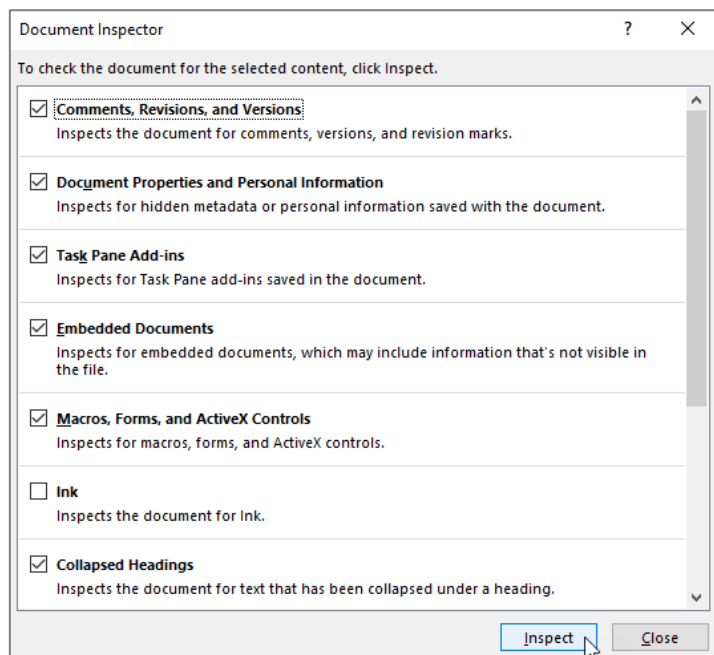 Document Inspector
?
To check the document for the selected content, click Inspect.
Comments, Revisions, and Versions
Inspects the document for comments, versions, and revision marks.
Document Properties and Personal Information
Inspects for hidden metadata or personal information saved with the document.
Task Pane Add-ins
Inspects for Task Pane add-ins saved in the document.
Embedded Documents
Inspects for embedded documents, which may include information that's not visible in
the file.
Macros, Forms, and ActiveX Controls
Inspects for macros, forms, and ActiveX controls.
Ink
Inspects the document for Ink.
Collapsed Headings
Inspects the document for text that has been collapsed under a heading.
Inspect
Close